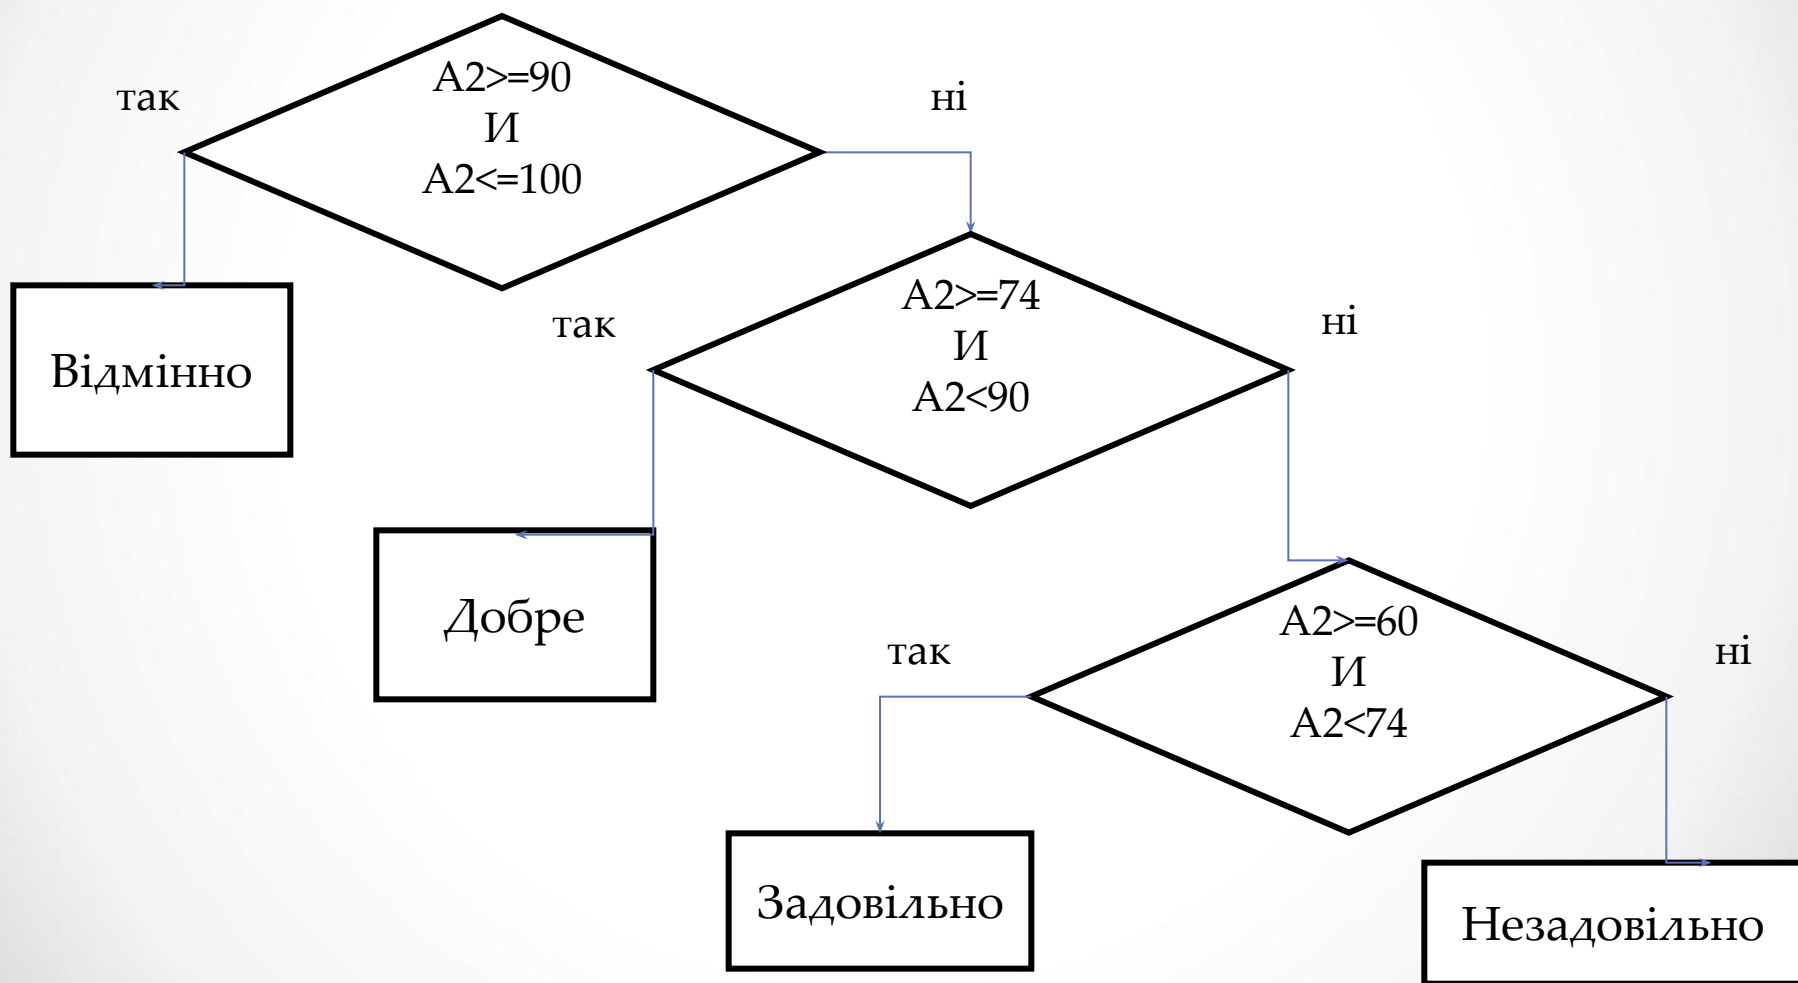 A2>=90
И
A2<=100
так
ні
Відмінно
A2>=74
И
A2<90
так
ні
Добре
A2>=60
И
A2<74
так
ні
Задовільно
Незадовільно